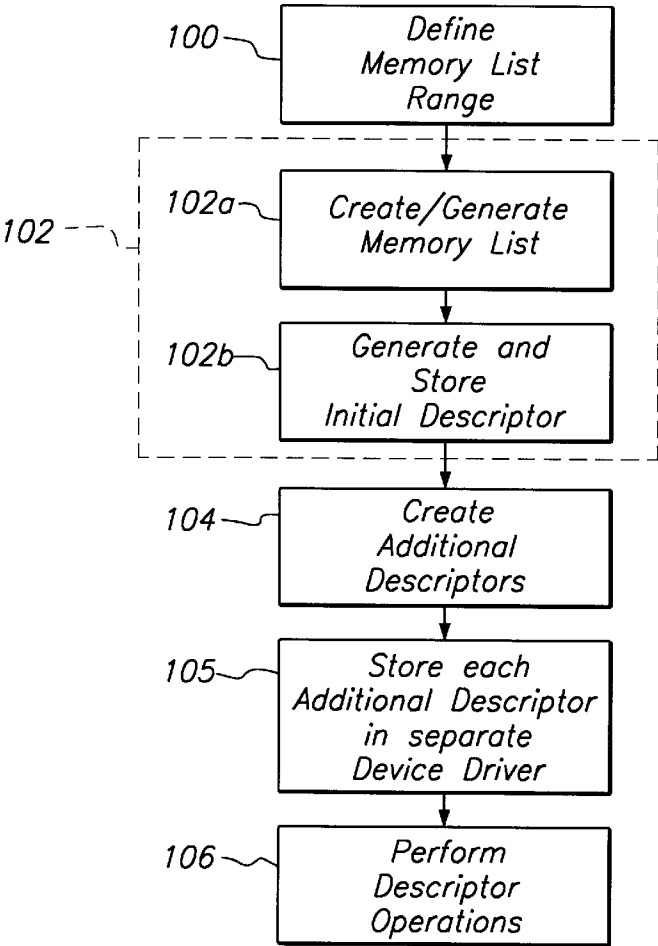 100
Define
Memory List
Range
102
102a
Create/Generate
Memory List
102b
Generate and
Store
Initial Descriptor
104
Create
Additional
Descriptors
105
Store each
Additional Descriptor
in separate
Device Driver
106
Perform
Descriptor
Operations